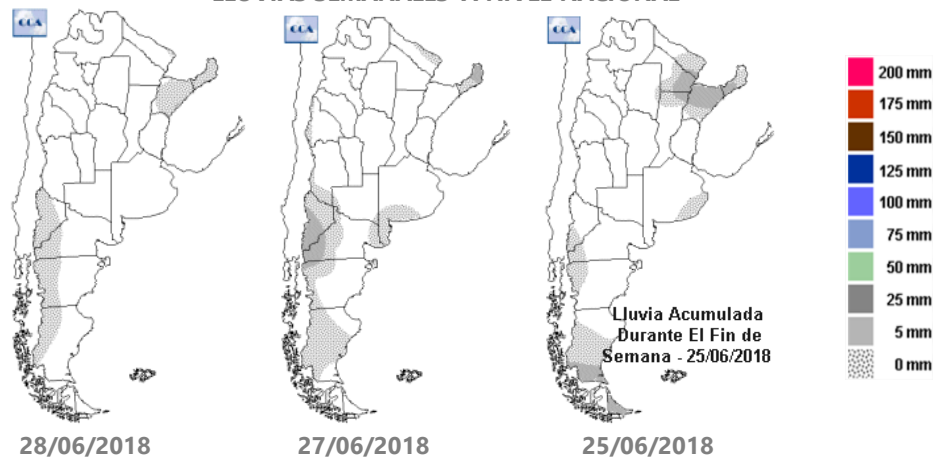 CCA
CCA
CCA
200 mm
175 mm
150 mm
125 mm
100 mm
75 mm
50 mm
25 mm
5 mm
0 mm
Lluvia Acumulada
Durante El Fin de
Semana - 25/06/2018
28/06/2018
27/06/2018
25/06/2018